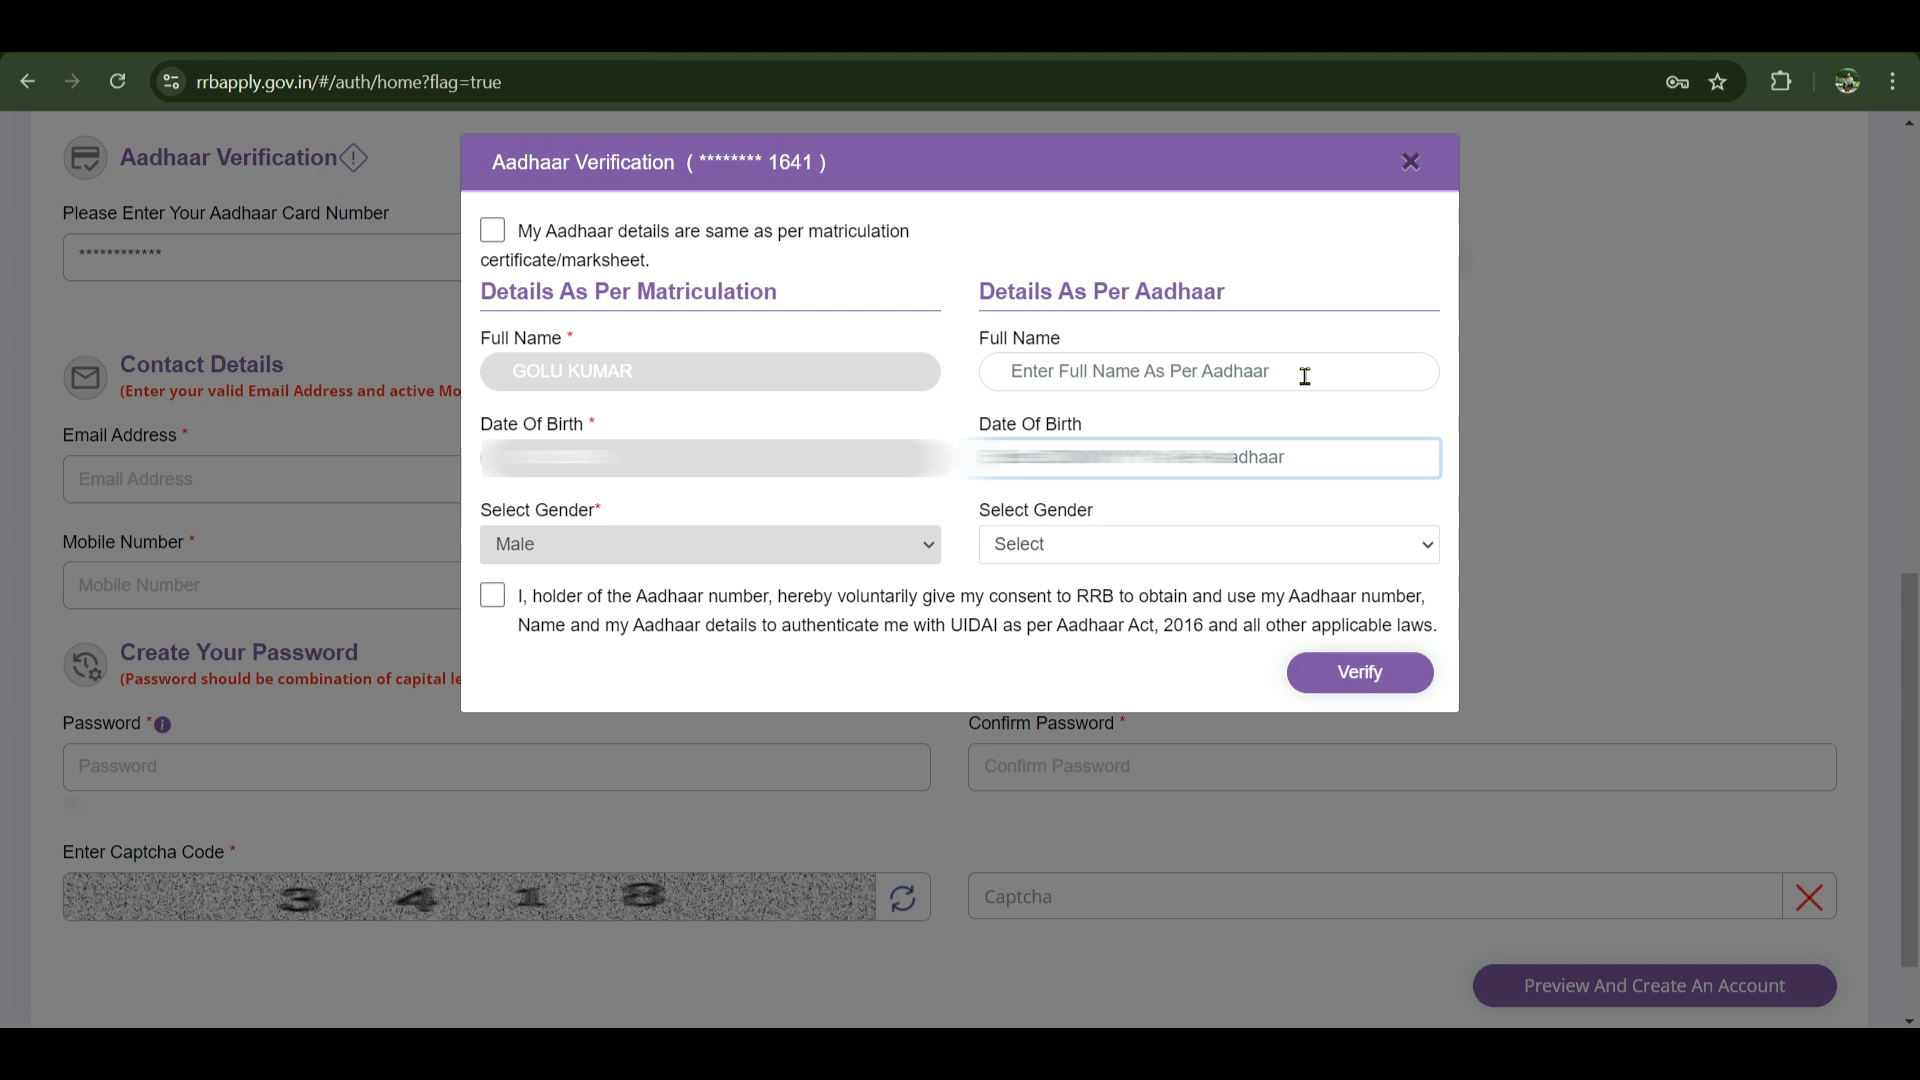 rrbapply.gov.in/#/auth/home?flag=true
Aadhaar Verification
Please Enter Your Aadhaar Card Number
************
Contact Details
(Enter your valid Email Address and active Mo
Email Address *
Email Address
Mobile Number *
Mobile Number
Create Your Password
(Password should be combination of capital le
Password *
Password
Confirm Password *
Confirm Password
Enter Captcha Code *
3 4 1 8
Captcha
Preview And Create An Account
Aadhaar Verification ( ******** 1641 )
My Aadhaar details are same as per matriculation
certificate/marksheet.
Details As Per Matriculation
Full Name *
GOLU KUMAR
Date Of Birth *
Select Gender*
Male
Details As Per Aadhaar
Full Name
Enter Full Name As Per Aadhaar
Date Of Birth
Select Gender
Select
I, holder of the Aadhaar number, hereby voluntarily give my consent to RRB to obtain and use my Aadhaar number,
Name and my Aadhaar details to authenticate me with UIDAI as per Aadhaar Act, 2016 and all other applicable laws.
Verify